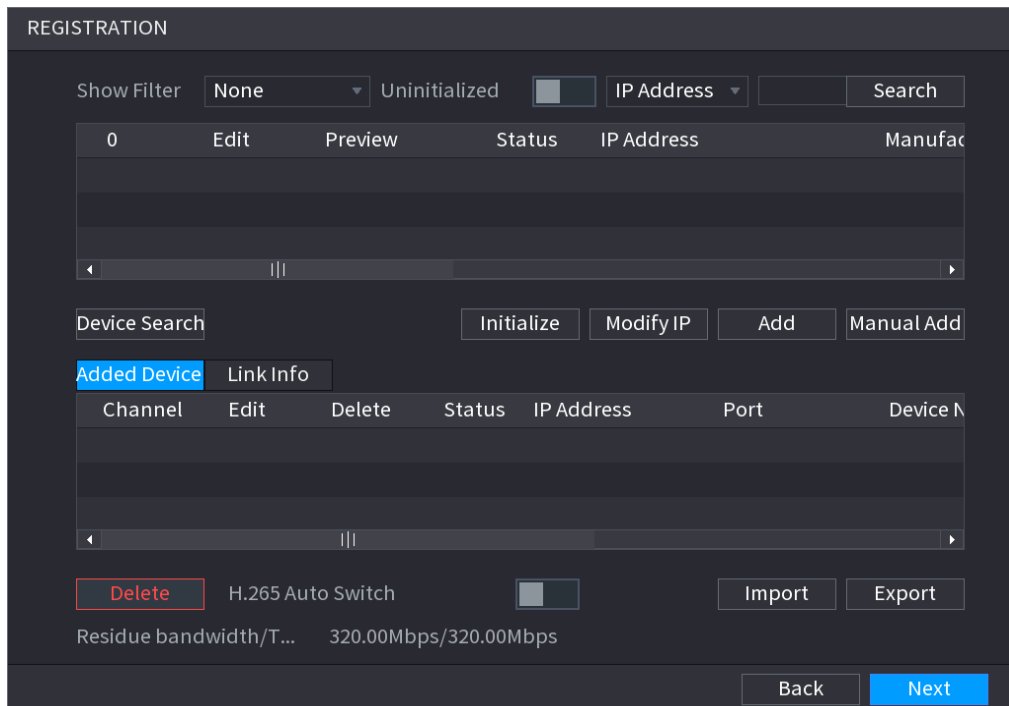 REGISTRATION
Show Filter None Uninitialized IP Address Search
0 Edit Preview Status IP Address Manufac
Device Search Initialize Modify IP Add Manual Add
Added Device Link Info
Channel Edit Delete Status IP Address Port Device N
Delete H.265 Auto Switch Import Export
Residue bandwidth/T... 320.00Mbps/320.00Mbps
Back Next